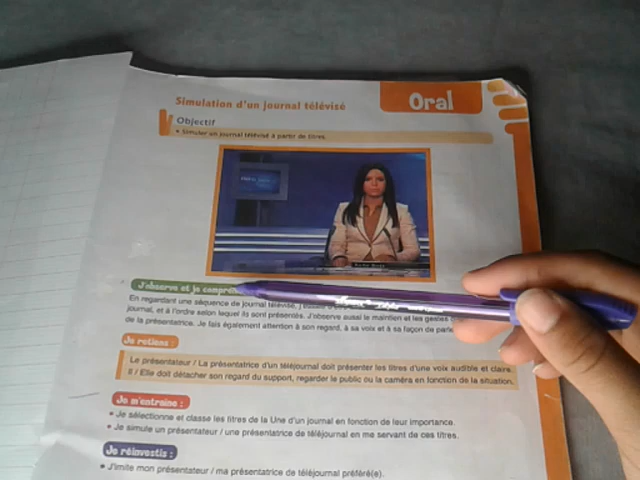 Simulation d'un journal télévisé
Oral
Objectif
• Simuler un journal télévisé à partir de titres.
J'observe et je
En regardant une séquence de journal télévisé,
journal, et à l'ordre selon lequel ils sont présentés. J'observe aussi le maintien et les gestes
de la présentatrice. Je fais également attention à son regard, à sa voix et à sa façon de
Je retiens :
Le présentateur / La présentatrice d'un téléjournal doit présenter les titres d'une voix audible et claire.
Il / Elle doit détacher son regard du support, regarder le public ou la caméra en fonction de la situation.
Je m'entraine :
• Je sélectionne et classe les titres de la Une d'un journal en fonction de leur importance.
• Je simule un présentateur / une présentatrice de téléjournal en me servant de ces titres.
Je réinvestis :
• J'imite mon présentateur / ma présentatrice de téléjournal préféré(e).